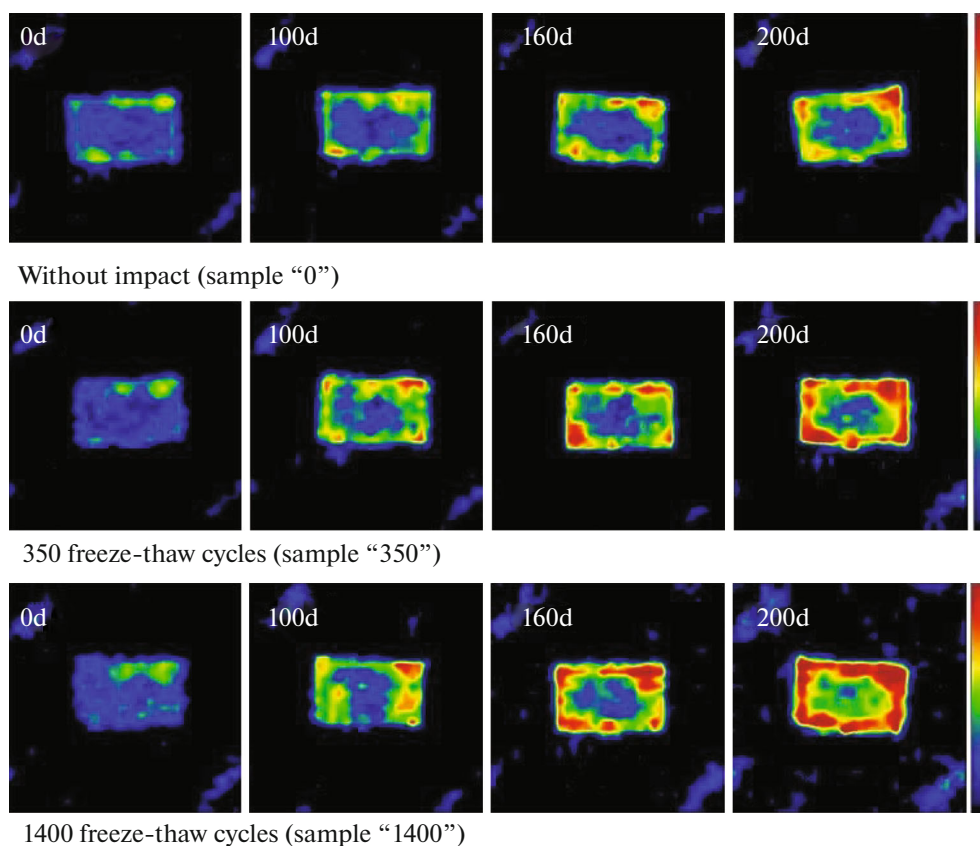 0d 100d 160d 200d
Without impact (sample “0”)
0d 100d 160d 200d
350 freeze-thaw cycles (sample “350”)
0d 100d 160d 200d
1400 freeze-thaw cycles (sample “1400”)